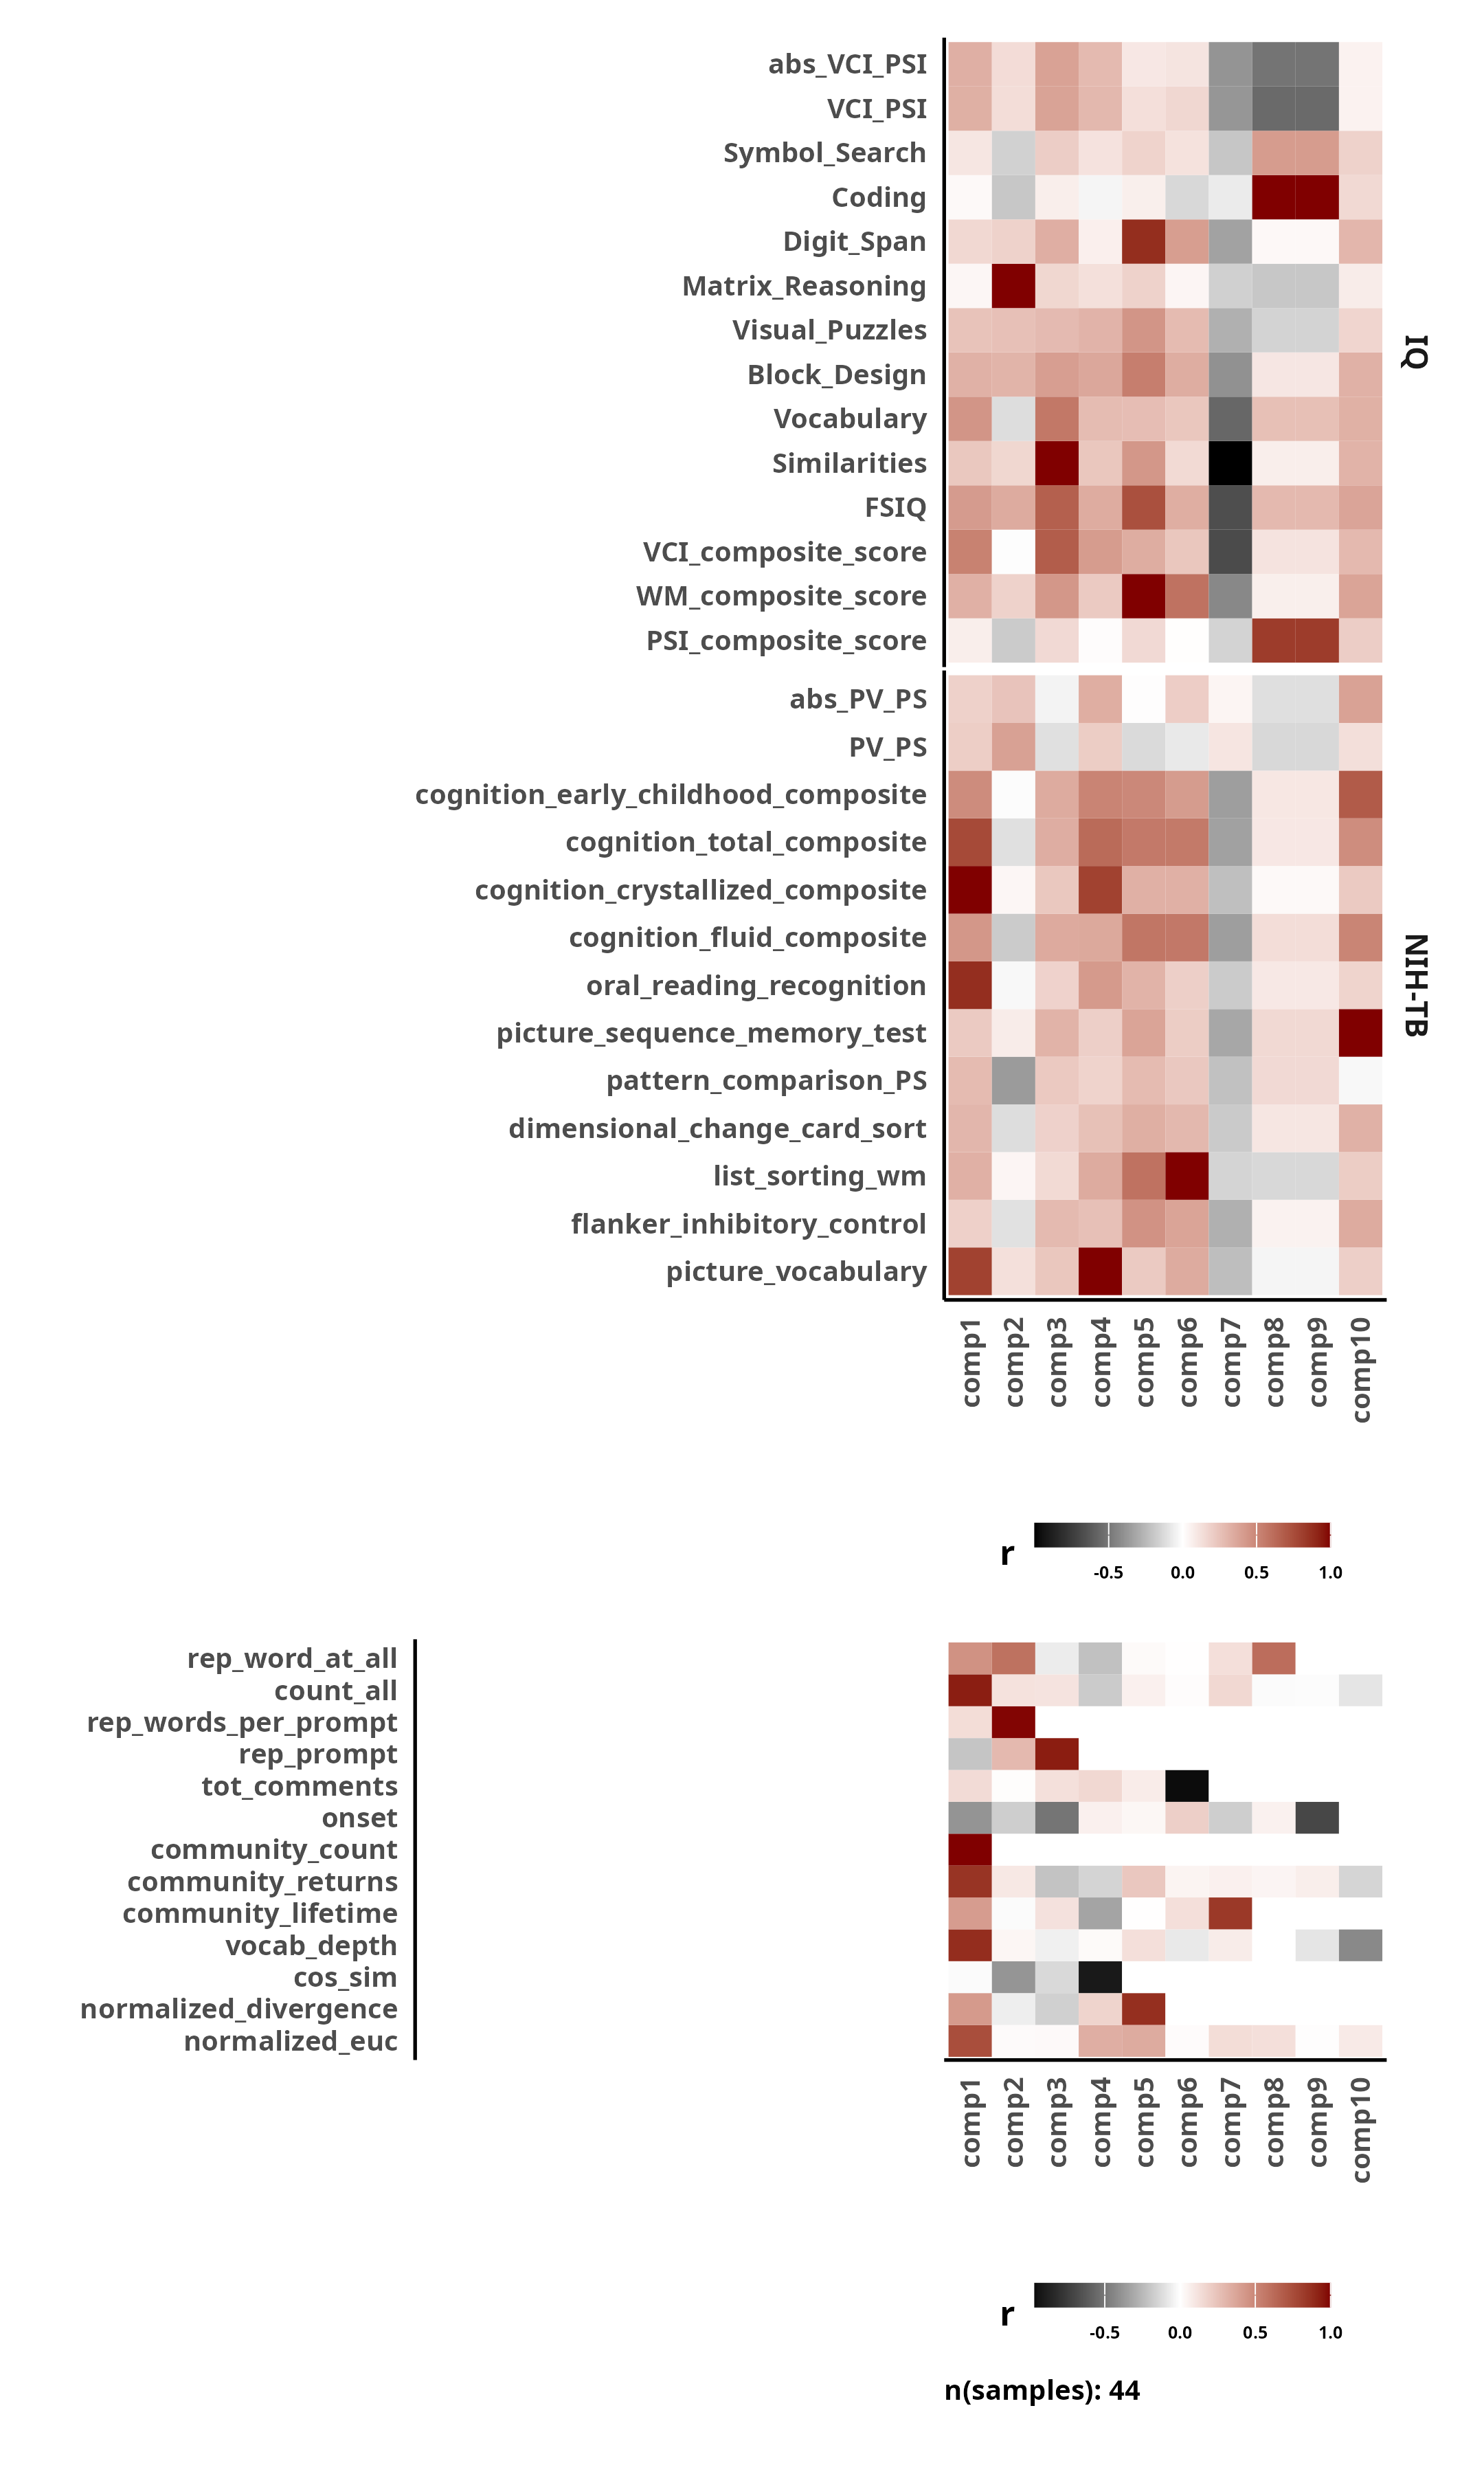 abs_VCI_PSI
VCI_PSI
Symbol_Search
Coding
Digit_Span
Matrix_Reasoning
Visual_Puzzles
Block_Design
Vocabulary
Similarities
FSIQ
VCI_composite_score
WM_composite_score
PSI_composite_score
IQ
abs_PV_PS
PV_PS
cognition_early_childhood_composite
cognition_total_composite
cognition_crystallized_composite
cognition_fluid_composite
oral_reading_recognition
picture_sequence_memory_test
pattern_comparison_PS
dimensional_change_card_sort
list_sorting_wm
flanker_inhibitory_control
picture_vocabulary
NIH-TB
comp1 comp2 comp3 comp4 comp5 comp6 comp7 comp8 comp9 comp10
r
-0.5 0.0 0.5 1.0
rep_word_at_all
count_all
rep_words_per_prompt
rep_prompt
tot_comments
onset
community_count
community_returns
community_lifetime
vocab_depth
cos_sim
normalized_divergence
normalized_euc
comp1 comp2 comp3 comp4 comp5 comp6 comp7 comp8 comp9 comp10
r
-0.5 0.0 0.5 1.0
n(samples): 44